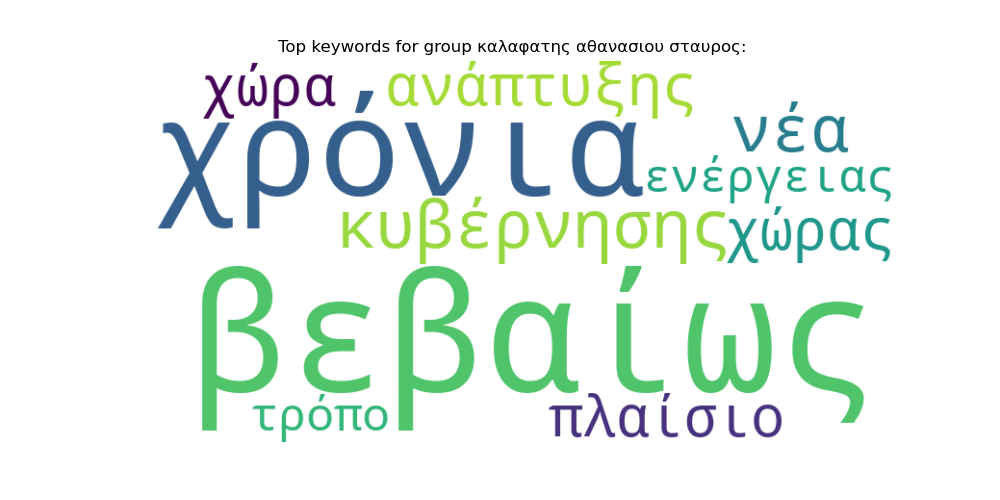 Top keywords for group καλαφατης αθανασιου σταυρος:
χώρα ανάπτυξης
χρόνια νέα
ενέργειας
κυβέρνησης χώρας
βεβαίως
τρόπο πλαίσιο